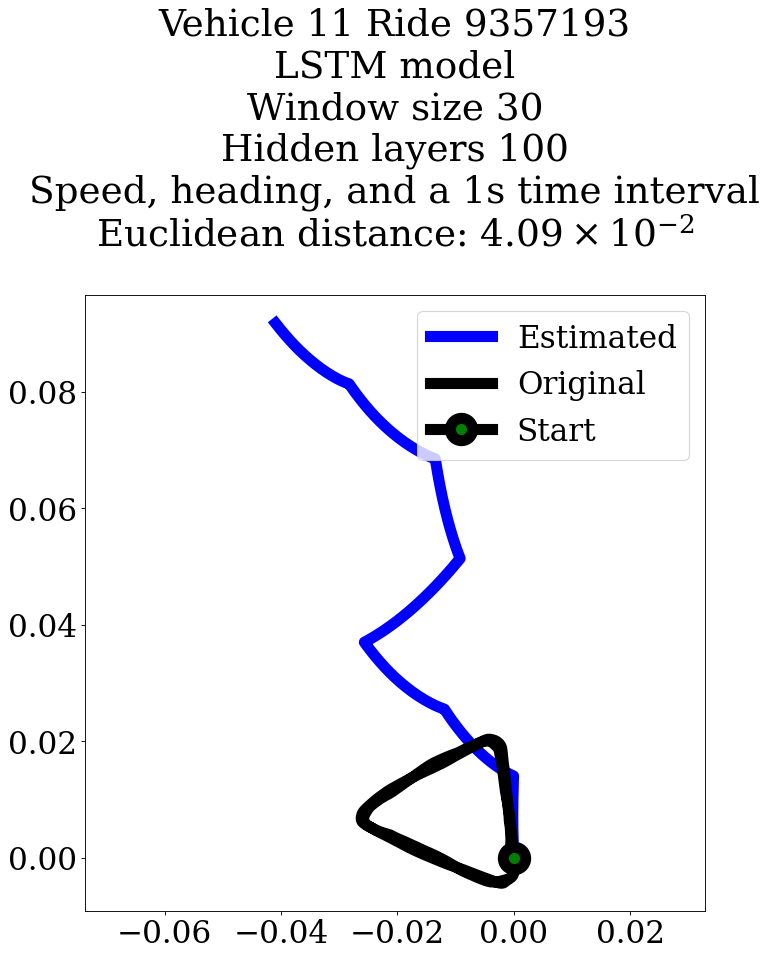 Vehicle 11 Ride 9357193
LSTM model
Window size 30
Hidden layers 100
Speed, heading, and a 1s time interval
Euclidean distance: 4.09 × 10⁻²
Estimated
Original
Start
0.08
0.06
0.04
0.02
0.00
−0.06 −0.04 −0.02 0.00 0.02